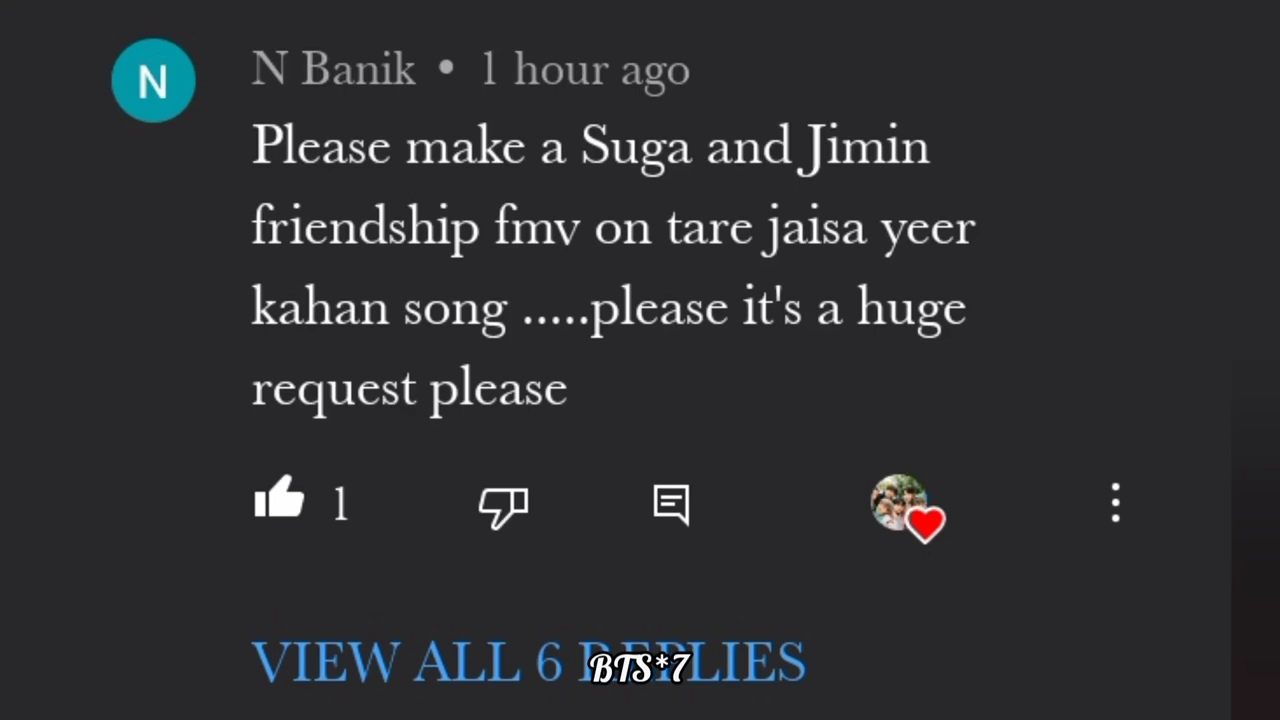 N
N Banik • 1 hour ago
Please make a Suga and Jimin
friendship fmv on tare jaisa yeer
kahan song .....please it's a huge
request please
1
VIEW ALL 6 REPLIES
BTS*7